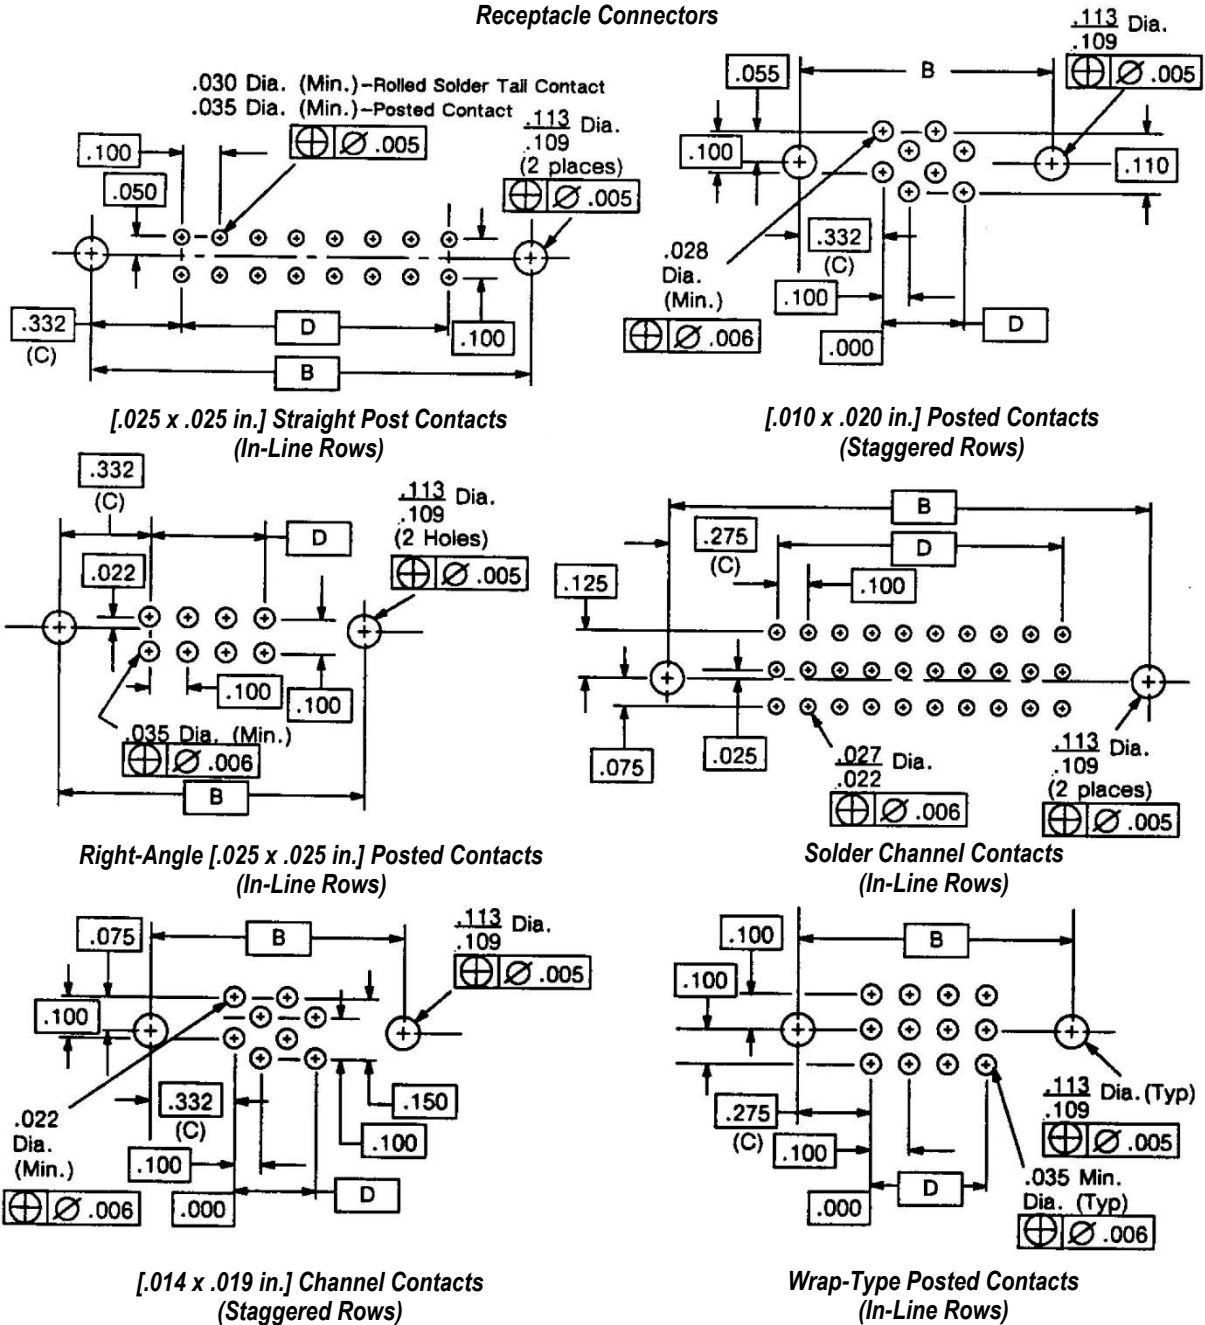 Receptacle Connectors
.030 Dia. (Min.)–Rolled Solder Tail Contact
.035 Dia. (Min.)–Posted Contact
⌖ Ø .005
.113
.109
Dia.
(2 places)
⌖ Ø .005
.100
.050
.332
(C)
D
.100
B
[.025 x .025 in.] Straight Post Contacts
(In-Line Rows)
.113
.109
Dia.
⌖ Ø .005
.055
B
.100
.110
.332
(C)
.028
Dia.
(Min.)
⌖ Ø .006
.100
.000
D
[.010 x .020 in.] Posted Contacts
(Staggered Rows)
.332
(C)
.113
.109
Dia.
(2 Holes)
⌖ Ø .005
D
.022
.100
.100
.035 Dia. (Min.)
⌖ Ø .006
B
Right-Angle [.025 x .025 in.] Posted Contacts
(In-Line Rows)
B
.275
(C)
D
.125
.100
.075
.025
.027
.022
Dia.
⌖ Ø .006
.113
.109
Dia.
(2 places)
⌖ Ø .005
Solder Channel Contacts
(In-Line Rows)
.075
B
.113
.109
Dia.
⌖ Ø .005
.100
.332
(C)
.150
.100
.022
Dia.
(Min.)
⌖ Ø .006
.100
.000
D
[.014 x .019 in.] Channel Contacts
(Staggered Rows)
.100
B
.100
.275
(C)
.100
.000
D
.113
.109
Dia. (Typ)
⌖ Ø .005
.035 Min.
Dia. (Typ)
⌖ Ø .006
Wrap-Type Posted Contacts
(In-Line Rows)